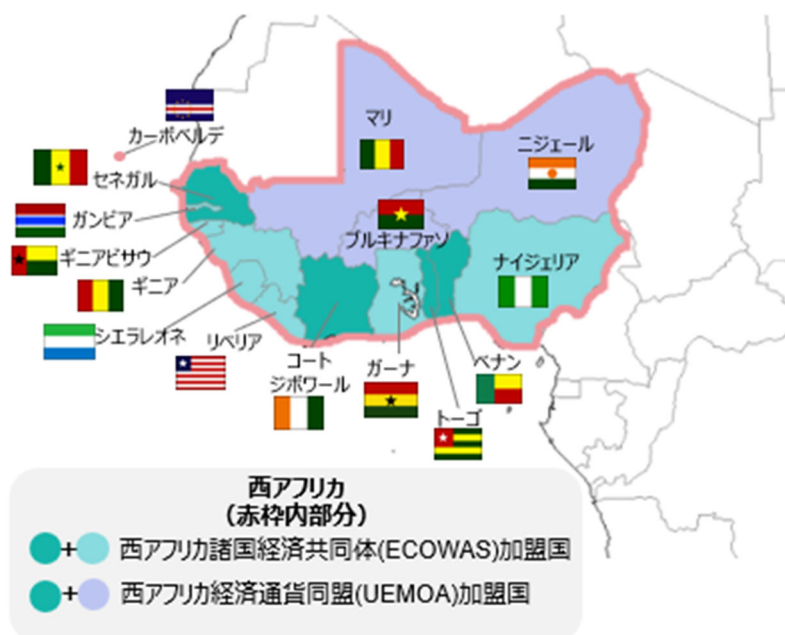 カーボベルデ
マリ
ニジェール
セネガル
ガンビア
ギニアビサウ
ギニア
ブルキナファソ
ナイジェリア
シエラレオネ
リベリア
コート
ジボワール
ガーナ
ベナン
トーゴ
西アフリカ
(赤枠内部分)
+ 西アフリカ諸国経済共同体(ECOWAS)加盟国
+ 西アフリカ経済通貨同盟(UEMOA)加盟国